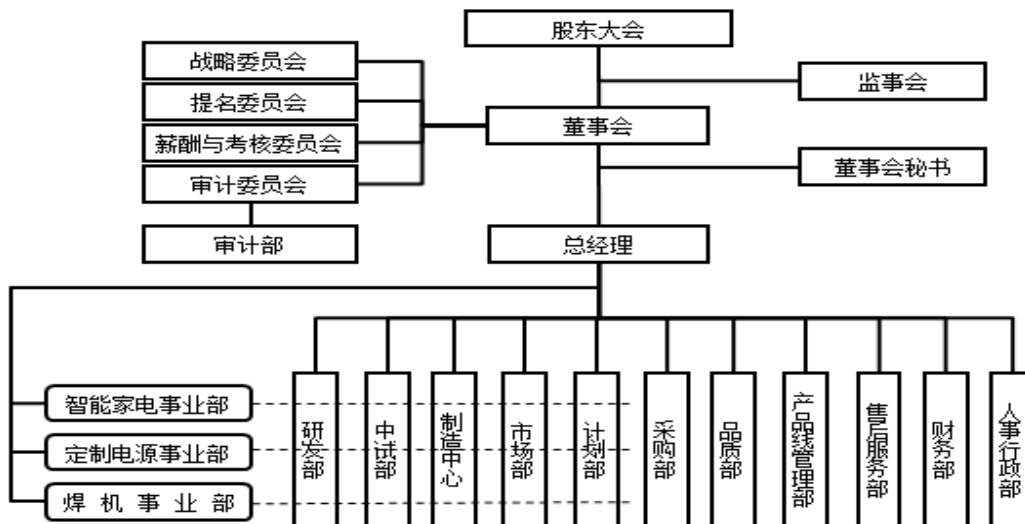 股东大会
战略委员会
监事会
提名委员会
董事会
薪酬与考核委员会
董事会秘书
审计委员会
审计部
总经理
智能家电事业部
定制电源事业部
焊机事业部
研发部
中试部
制造中心
市场部
计划部
采购部
品质部
产品线管理部
售后服务部
财务部
人事行政部